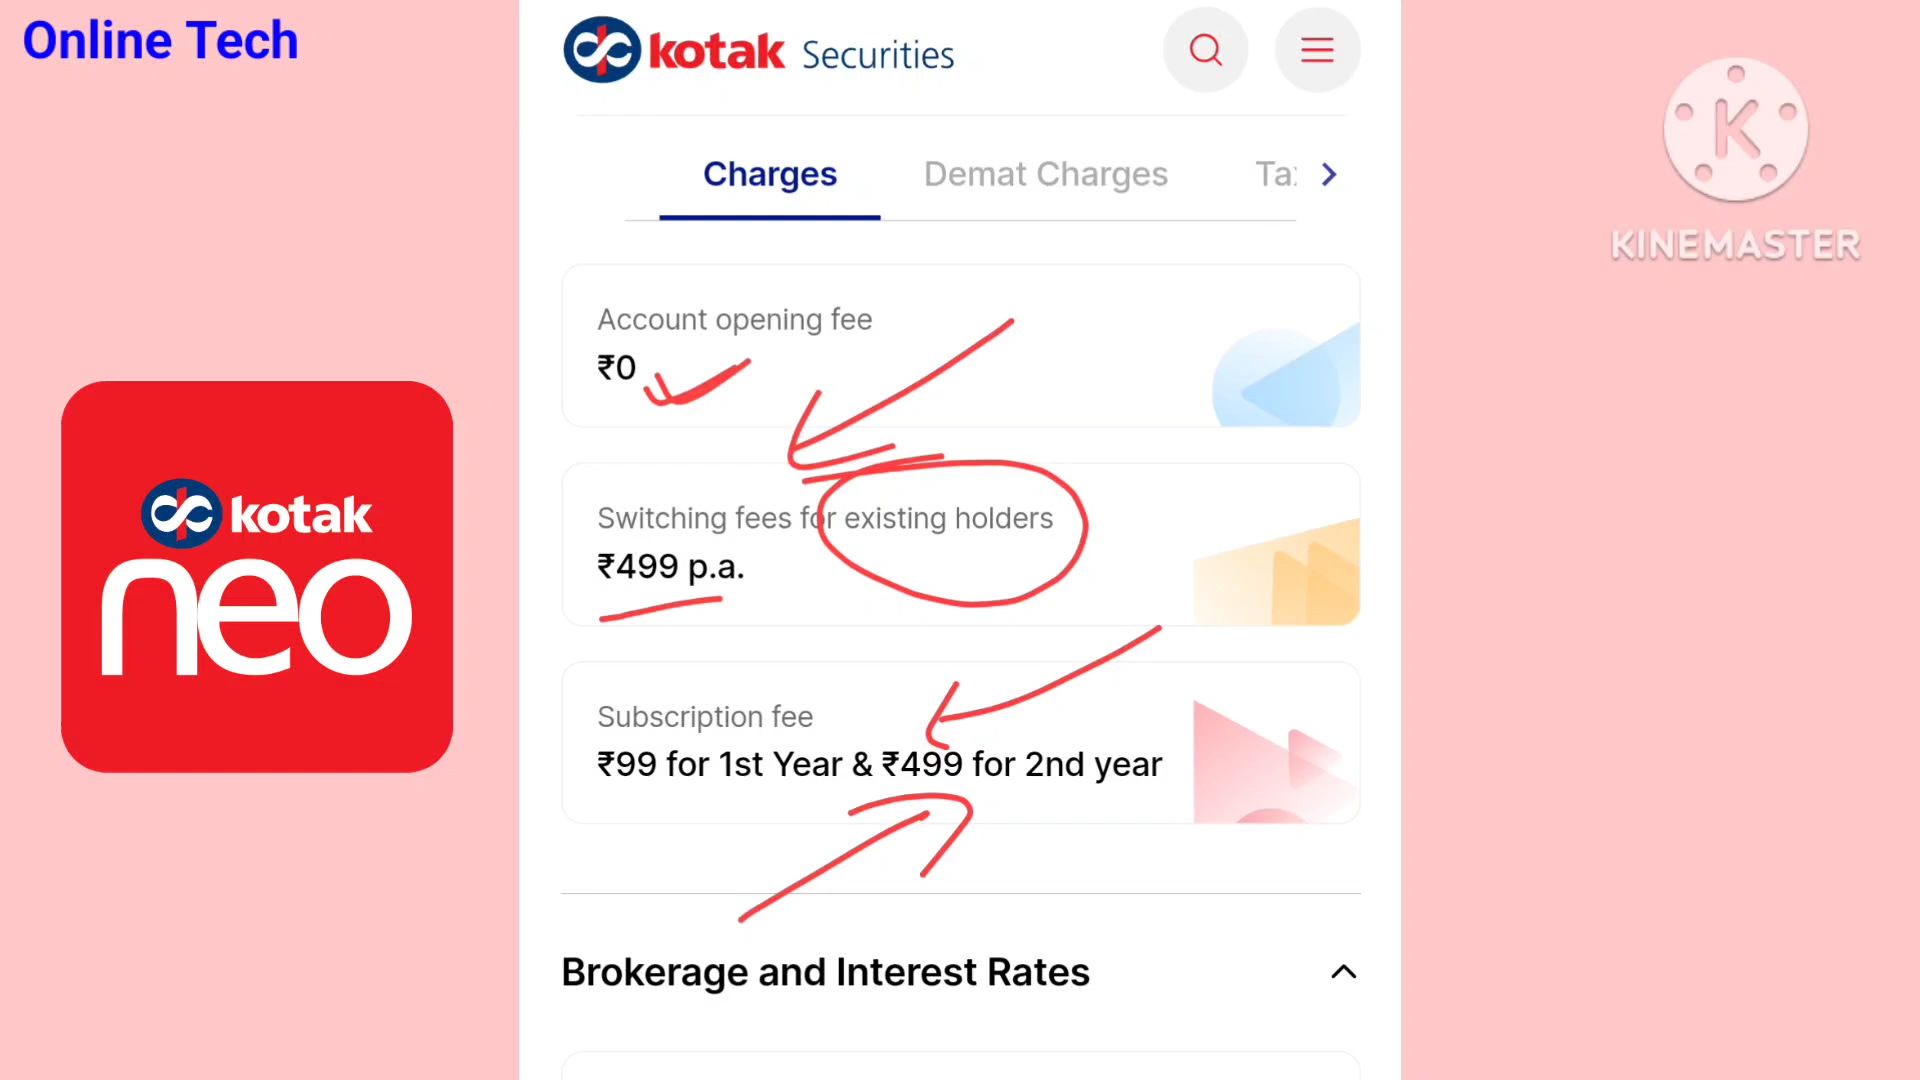 Online Tech
kotak Securities
Charges Demat Charges
Account opening fee
₹0
Switching fees for existing holders
₹499 p.a.
Subscription fee
₹99 for 1st Year & ₹499 for 2nd year
Brokerage and Interest Rates
kotak
neo
K
KINEMASTER